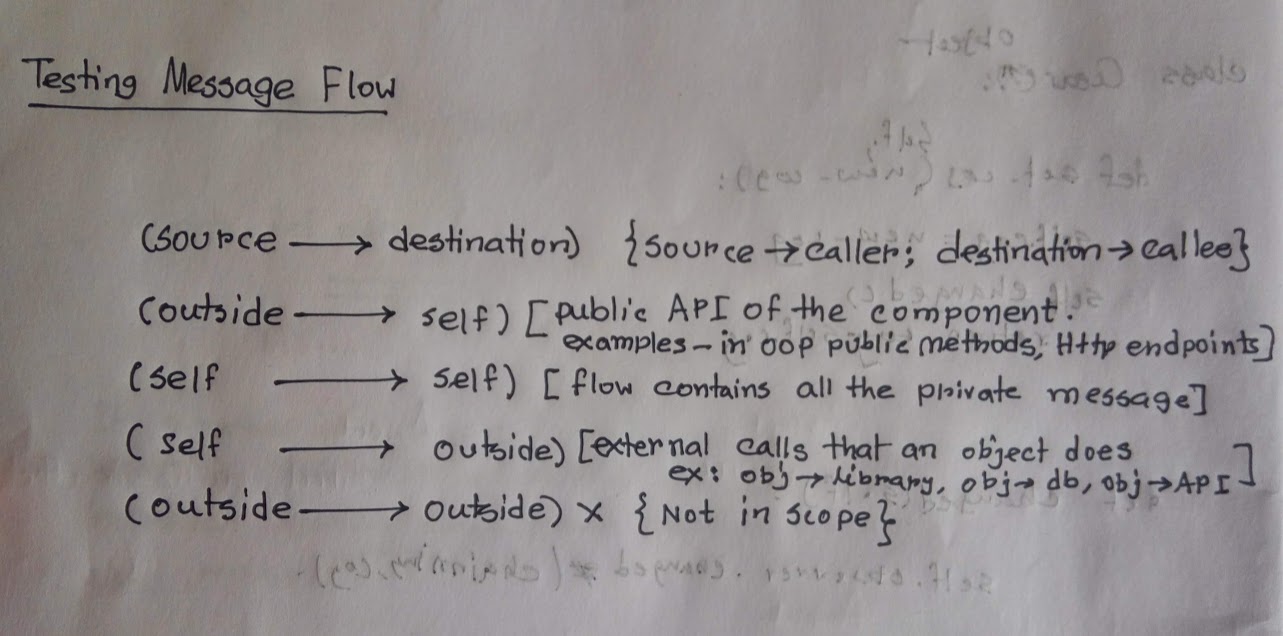 Testing Message Flow
(source → destination) {source → caller; destination → callee}
(outside → self) [public API of the component.
examples - in oop public methods, Http endpoints]
(self → self) [flow contains all the private message]
(self → outside) [external calls that an object does
ex: obj → library, obj → db, obj → API]
(outside → outside) x {Not in scope}